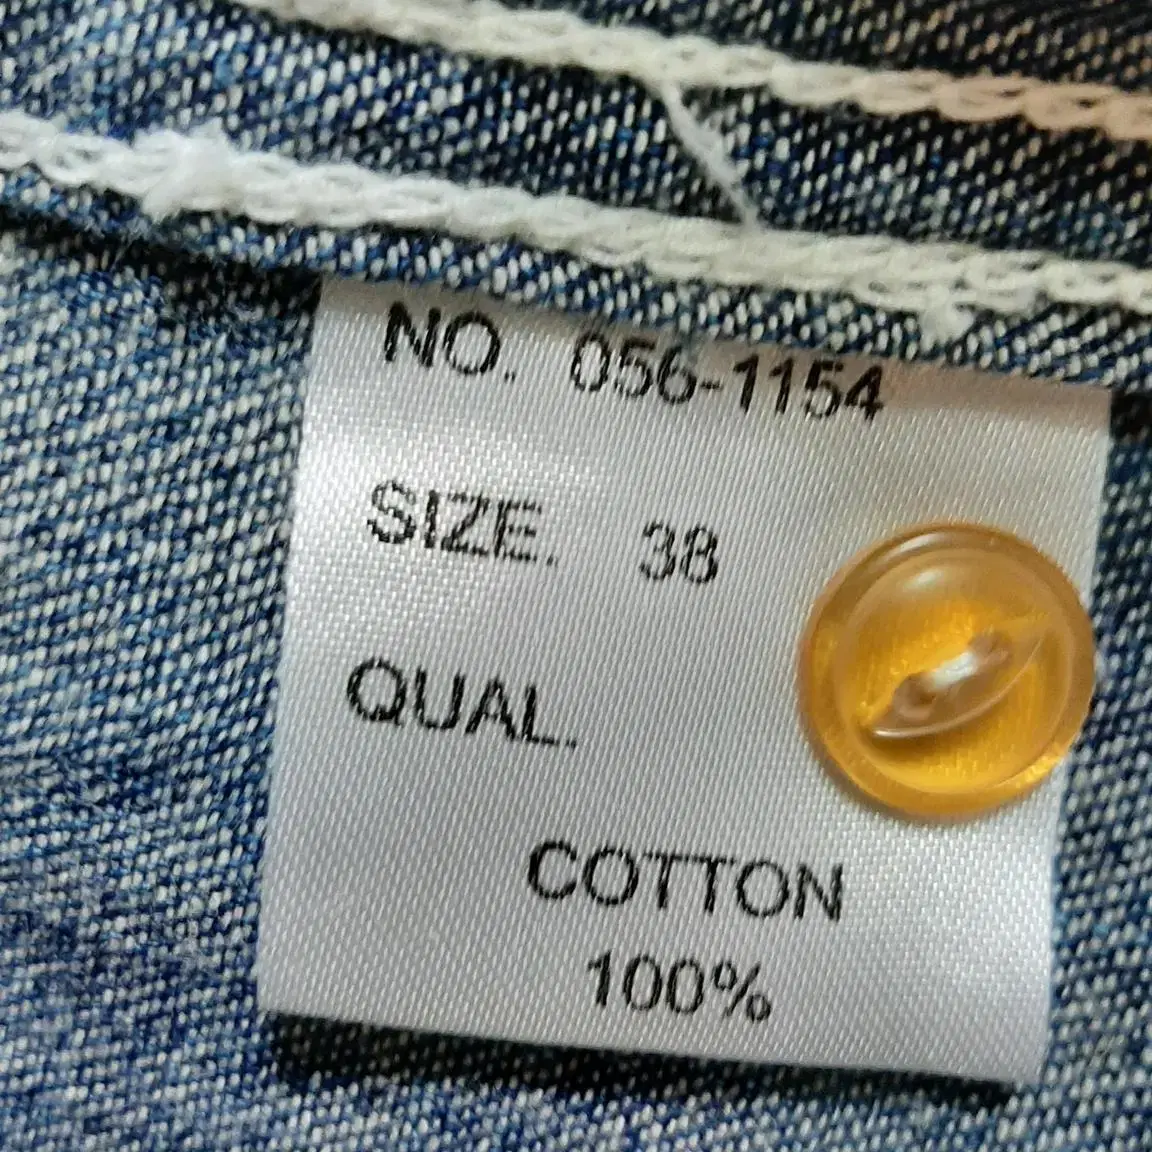 NO. 056-1154
SIZE. 38
QUAL.
COTTON
100%